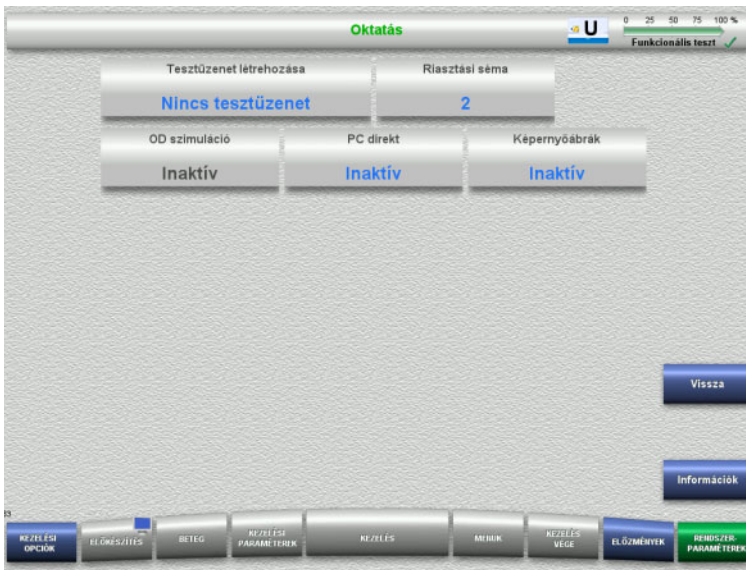 Oktatás
U
0 25 50 75 100 %
Funkcionális teszt
Tesztüzenet létrehozása
Riasztási séma
Nincs tesztüzenet
2
OD szimuláció
PC direkt
Képernyőábrák
Inaktív
Inaktív
Inaktív
Vissza
Információk
KEZELÉSI OPCIÓK
ELŐKÉSZÍTÉS
BETEG
KEZELÉSI PARAMÉTEREK
KEZELÉS
MENÜK
KEZELÉS VÉGE
ELŐZMÉNYEK
RENDSZER-PARAMÉTEREK